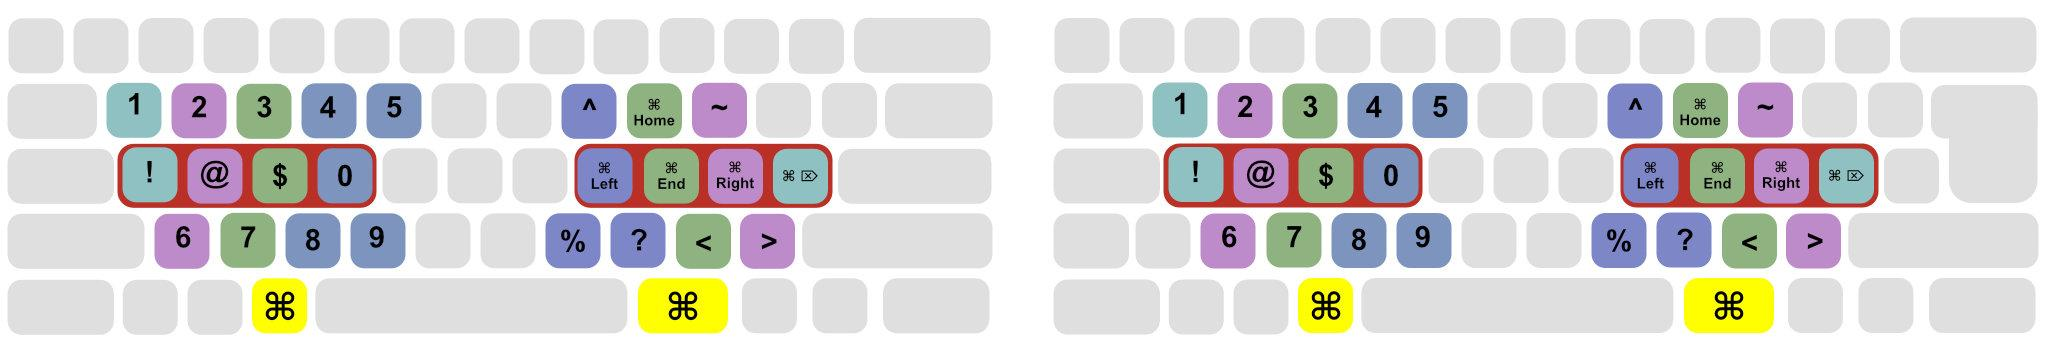 1 2 3 4 5 ^ ⌘ Home ~
! @ $ 0 ⌘ Left ⌘ End ⌘ Right ⌘ ⌦
6 7 8 9 % ? < >
⌘ ⌘
1 2 3 4 5 ^ ⌘ Home ~
! @ $ 0 ⌘ Left ⌘ End ⌘ Right ⌘ ⌦
6 7 8 9 % ? < >
⌘ ⌘